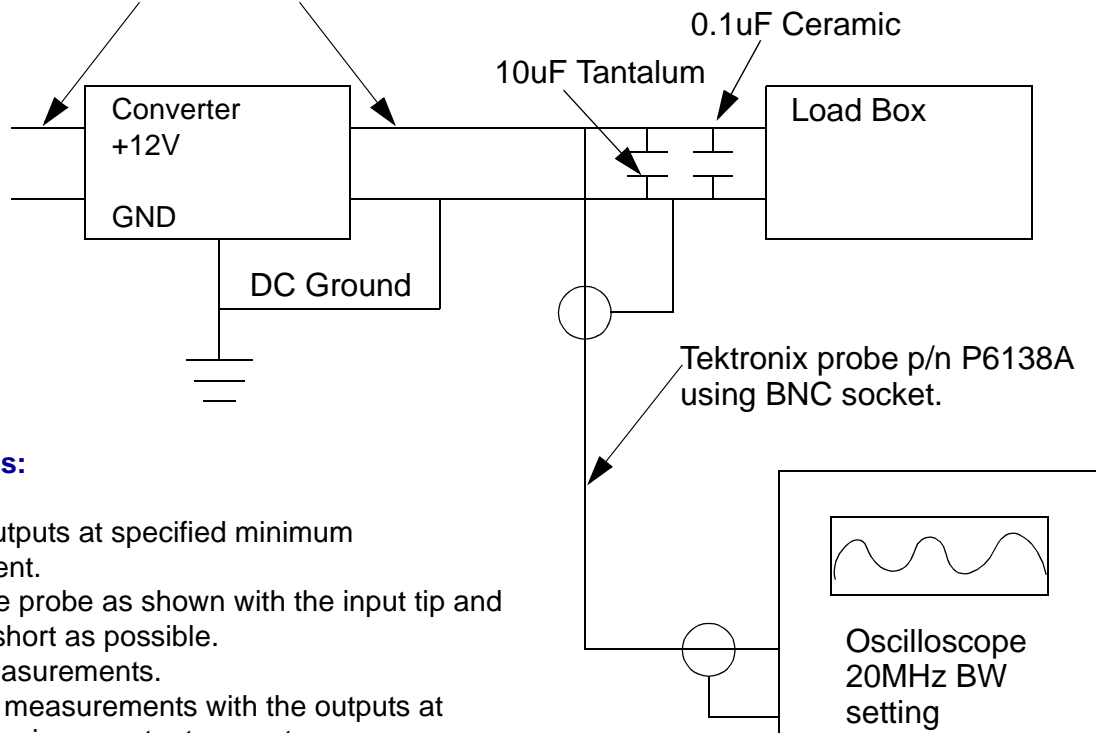 0.1uF Ceramic
10uF Tantalum
Converter
+12V
GND
Load Box
DC Ground
Tektronix probe p/n P6138A
using BNC socket.
s:
utputs at specified minimum
ent.
e probe as shown with the input tip and
short as possible.
asurements.
measurements with the outputs at
Oscilloscope
20MHz BW
setting